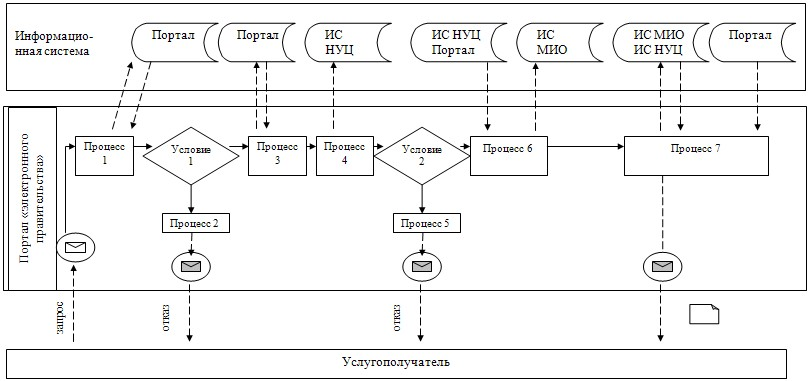 Информацио-
нная система
Портал
Портал
ИС
НУЦ
ИС НУЦ
Портал
ИС
МИО
ИС МИО
ИС НУЦ
Портал
Портал «электронного
правительства»
Процесс
1
Условие
1
Процесс
3
Процесс
4
Условие
2
Процесс 6
Процесс 7
Процесс 2
Процесс 5
запрос
отказ
отказ
Услугополучатель